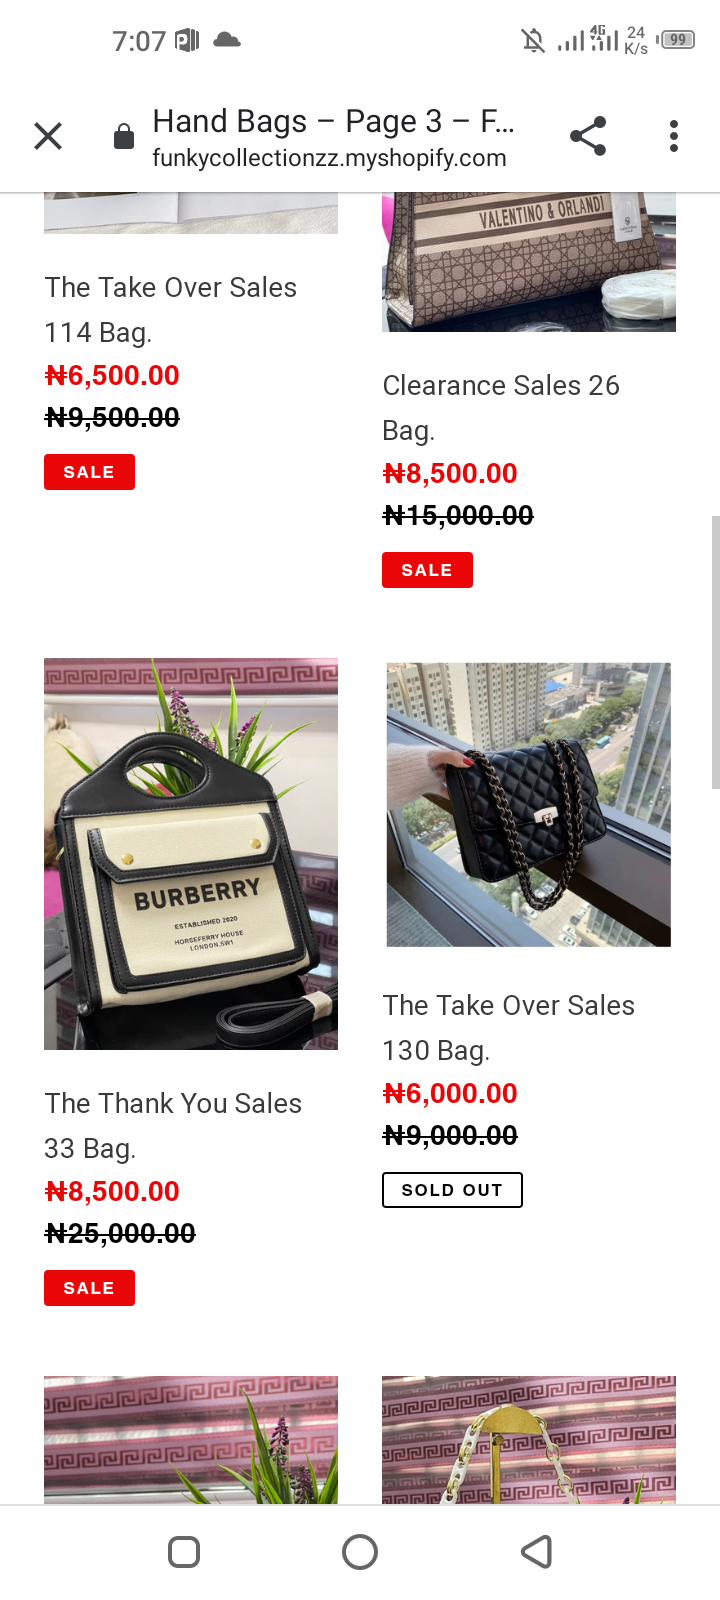 7:07
4G
24
K/s
99
Hand Bags – Page 3 – F...
funkycollectionzz.myshopify.com
VALENTINO & ORLANDI
The Take Over Sales
114 Bag.
₦6,500.00
₦9,500.00
SALE
Clearance Sales 26
Bag.
₦8,500.00
₦15,000.00
SALE
BURBERRY
ESTABLISHED 2020
HORSEFERRY HOUSE
LONDON,SW1
The Thank You Sales
33 Bag.
₦8,500.00
₦25,000.00
SALE
The Take Over Sales
130 Bag.
₦6,000.00
₦9,000.00
SOLD OUT